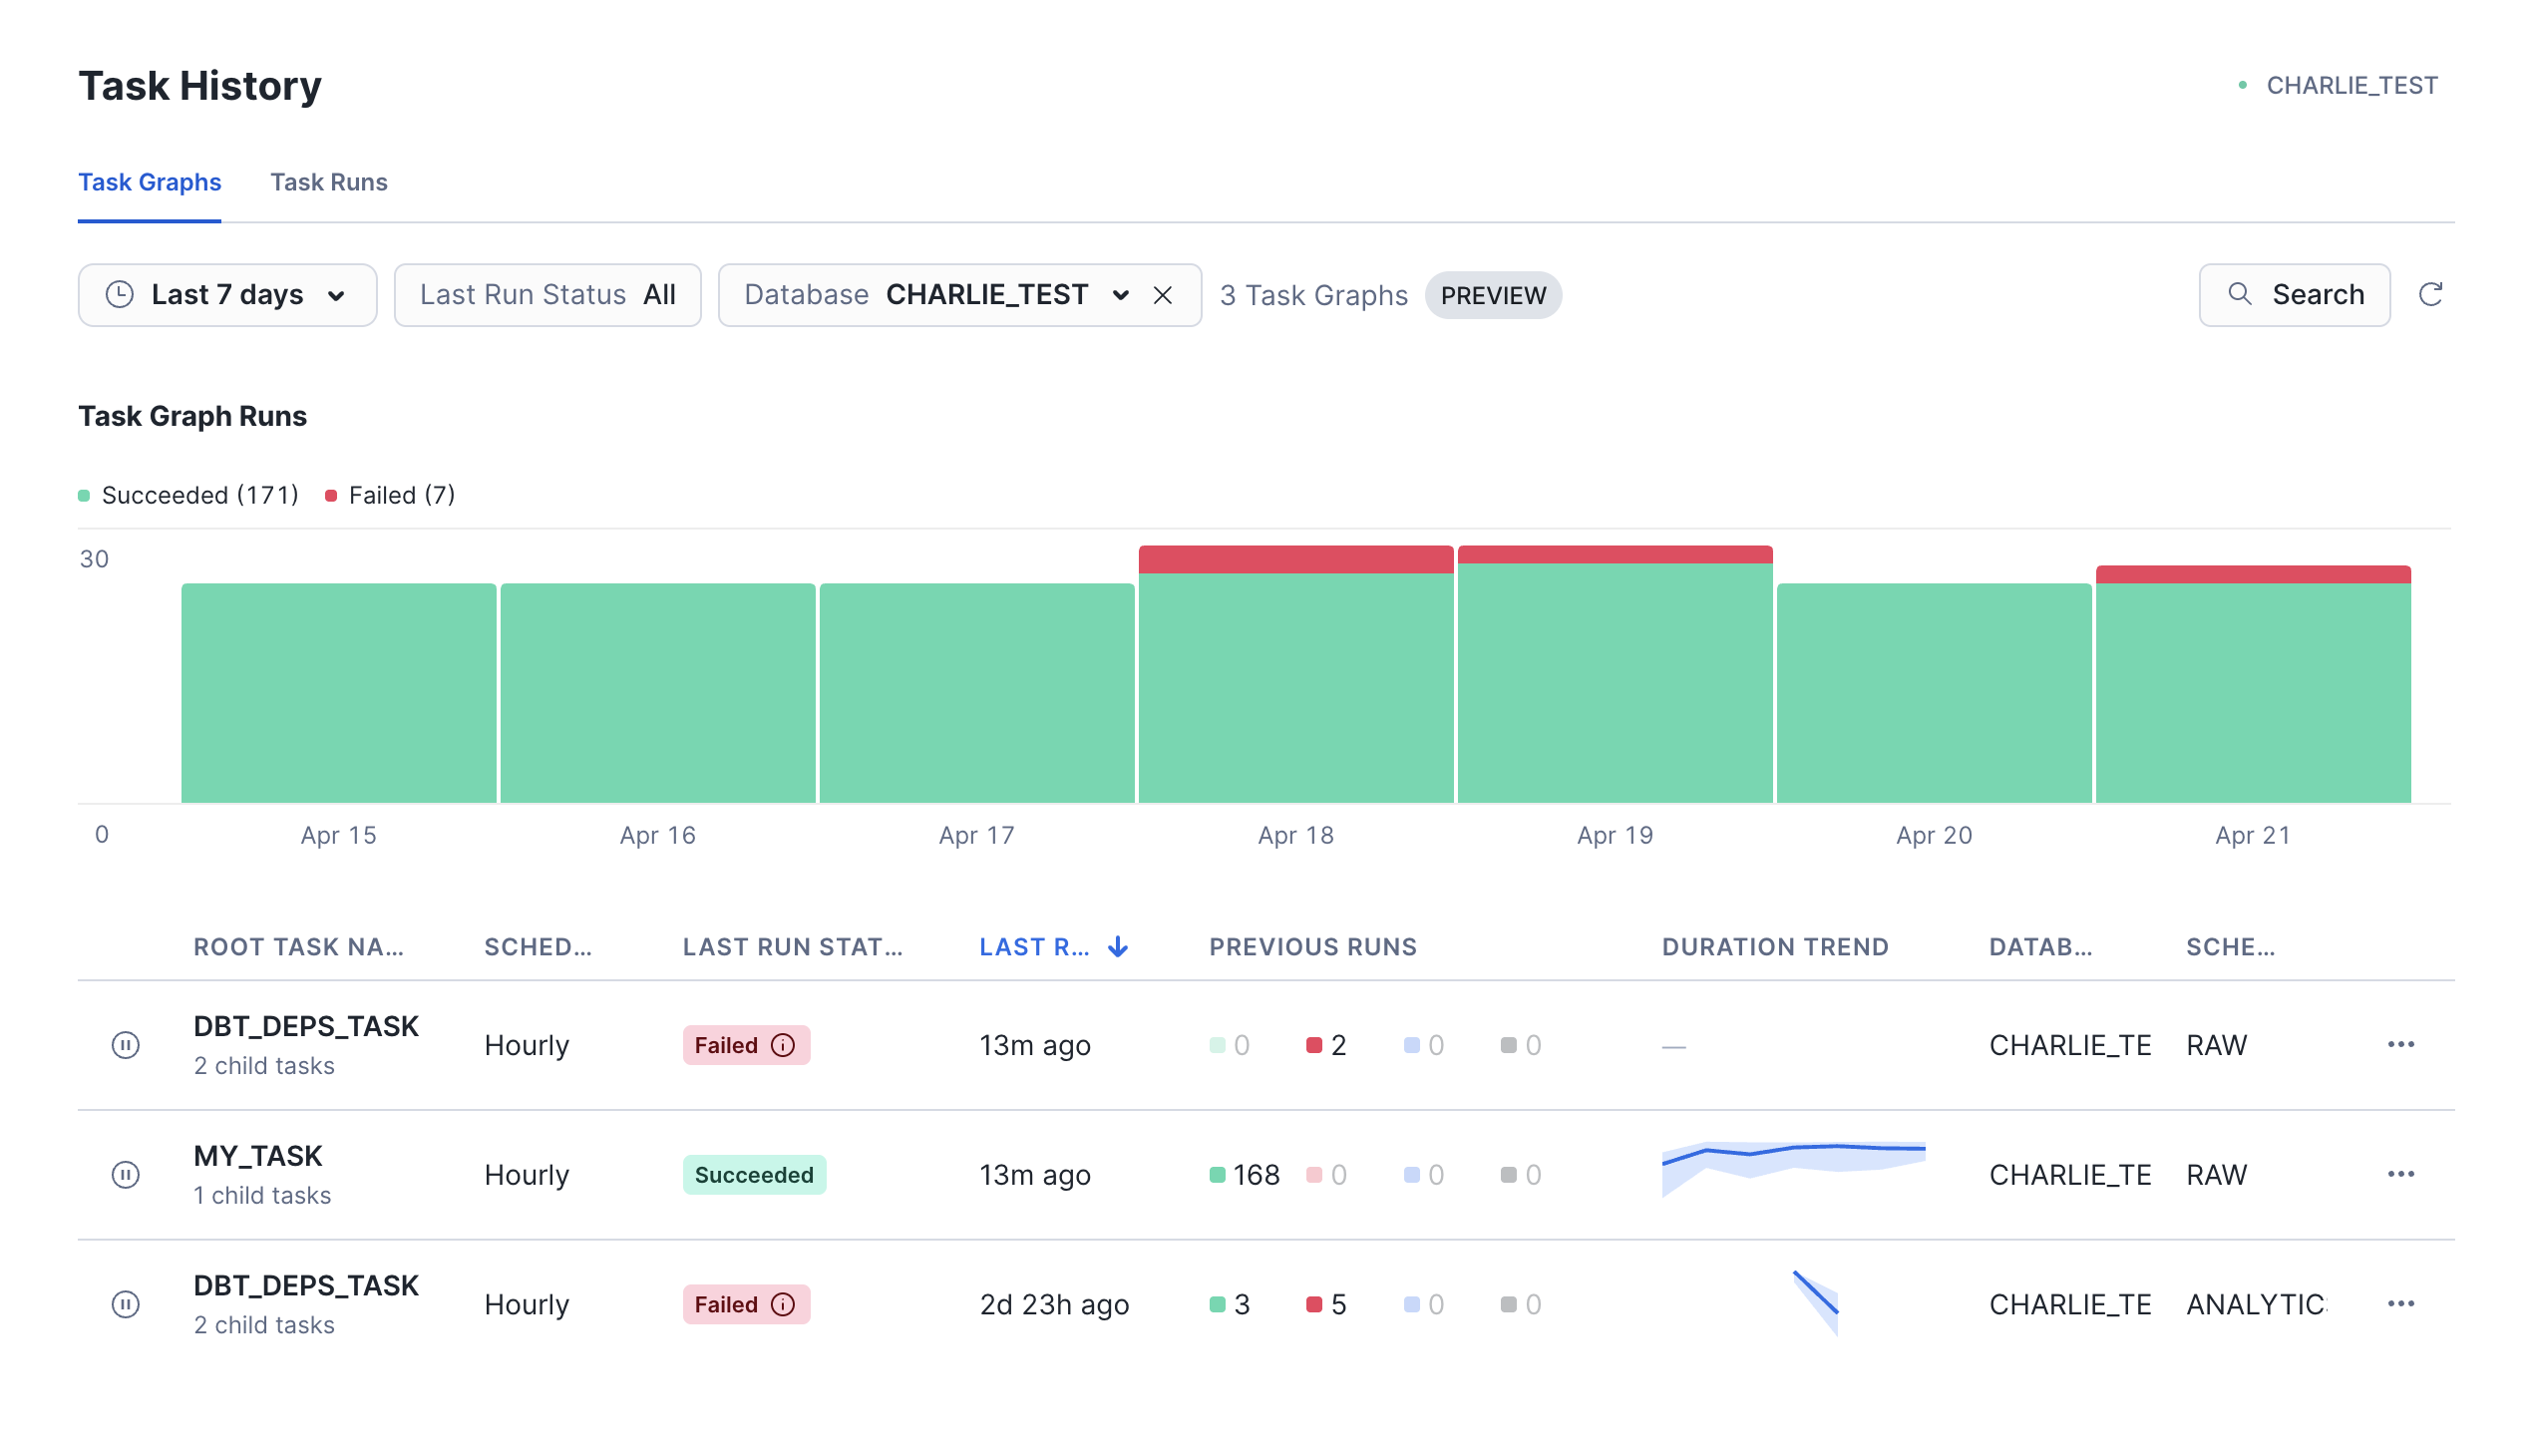 Task History
CHARLIE_TEST
Task Graphs Task Runs
Last 7 days Last Run Status All Database CHARLIE_TEST 3 Task Graphs PREVIEW Search
Task Graph Runs
Succeeded (171) Failed (7)
30
0 Apr 15 Apr 16 Apr 17 Apr 18 Apr 19 Apr 20 Apr 21
ROOT TASK NA... SCHED... LAST RUN STAT... LAST R... PREVIOUS RUNS DURATION TREND DATAB... SCHE...
DBT_DEPS_TASK
2 child tasks
Hourly Failed 13m ago 0 2 0 0 — CHARLIE_TE RAW
MY_TASK
1 child tasks
Hourly Succeeded 13m ago 168 0 0 0 CHARLIE_TE RAW
DBT_DEPS_TASK
2 child tasks
Hourly Failed 2d 23h ago 3 5 0 0 CHARLIE_TE ANALYTIC